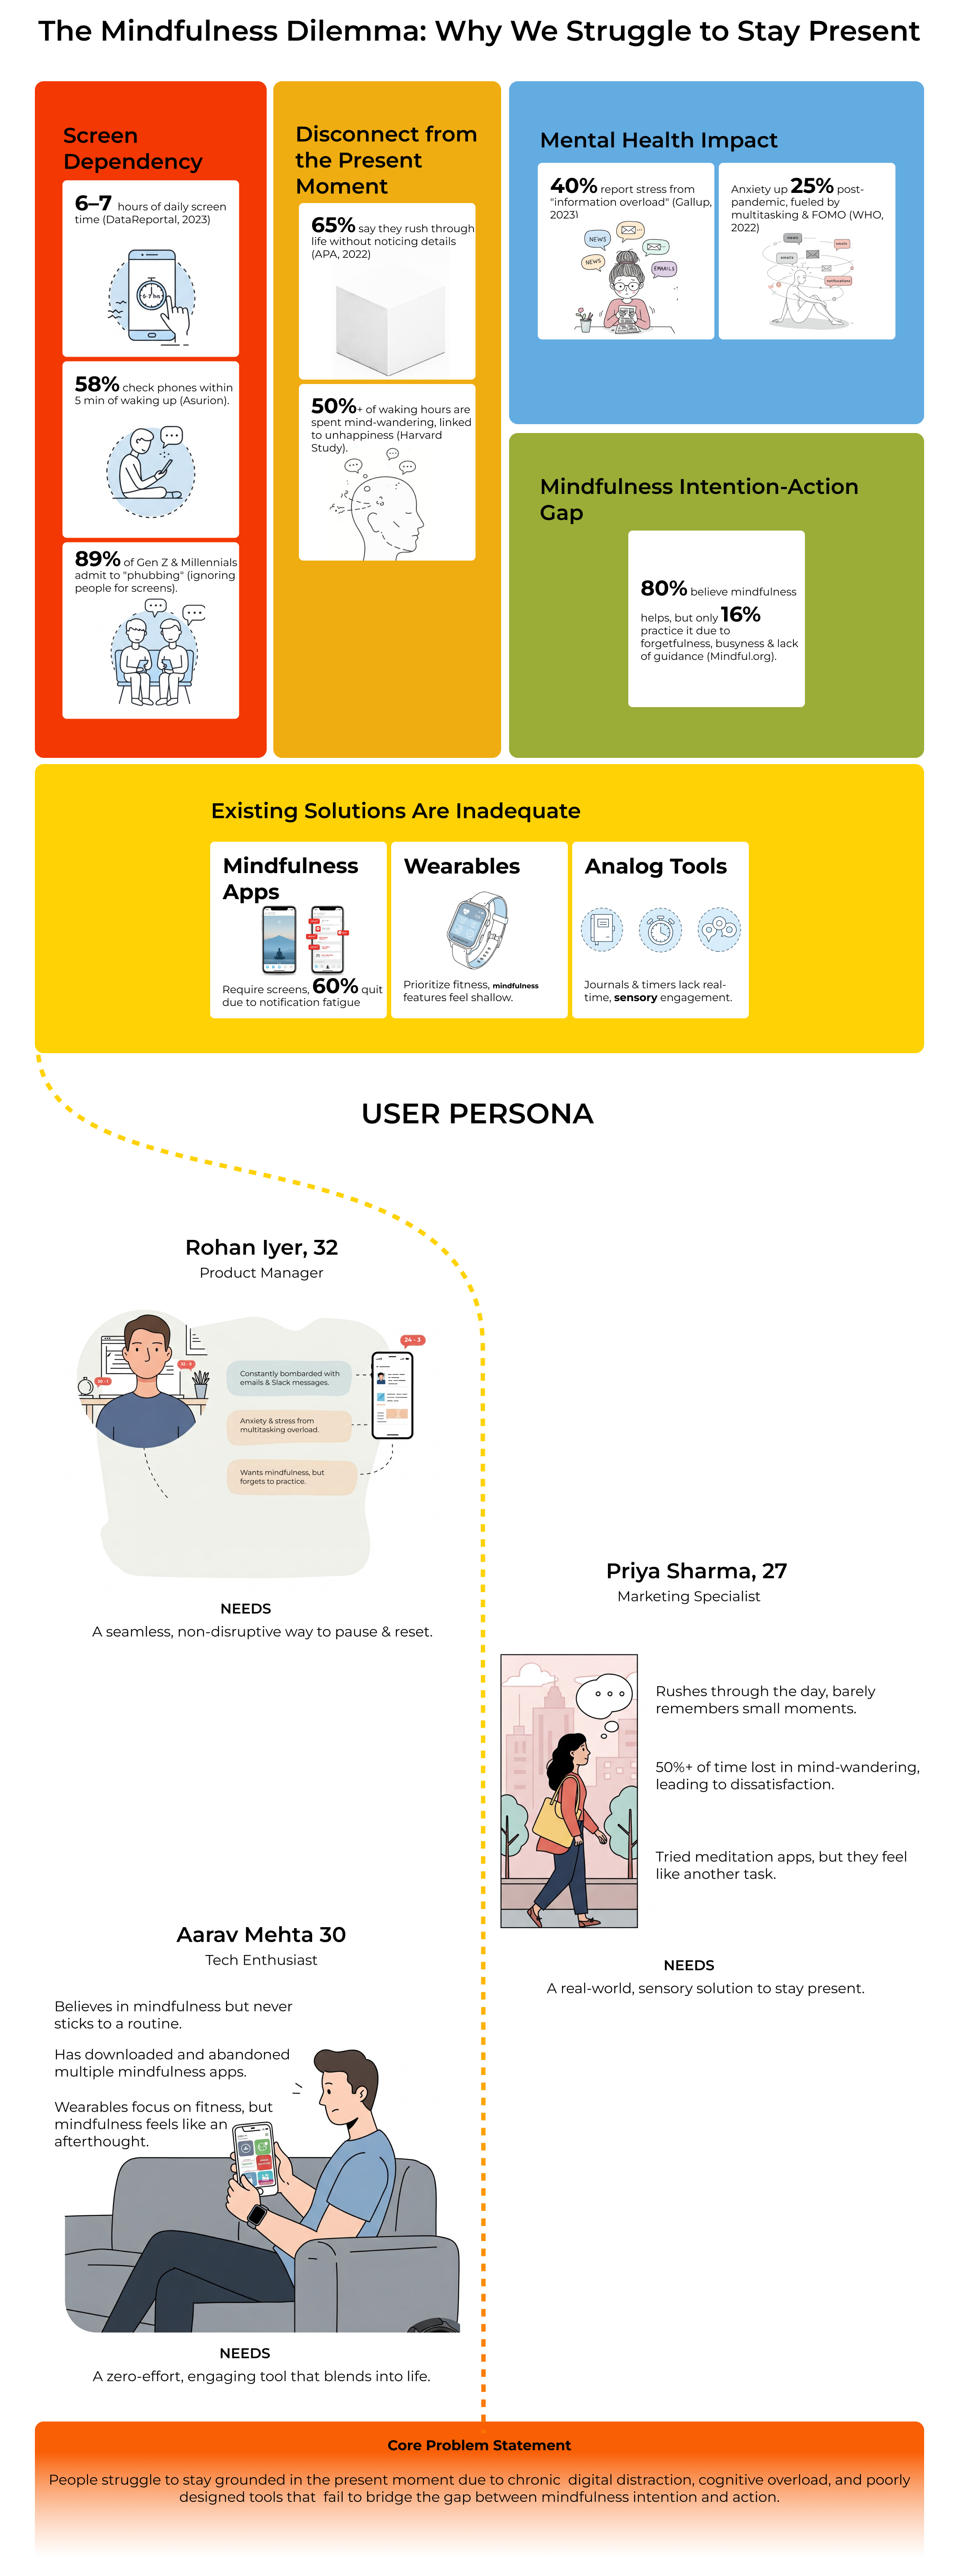 The Mindfulness Dilemma: Why We Struggle to Stay Present
Screen
Dependency
6–7 hours of daily screen
time (DataReportal, 2023)
6-7 hn
58% check phones within
5 min of waking up (Asurion).
89% of Gen Z & Millennials
admit to "phubbing" (ignoring
people for screens).
Disconnect from
the Present
Moment
65% say they rush through
life without noticing details
(APA, 2022)
50%+ of waking hours are
spent mind-wandering, linked
to unhappiness (Harvard
Study).
Mental Health Impact
40% report stress from
"information overload" (Gallup,
2023)
NEWS
NEWS
EMAILS
Anxiety up 25% post-
pandemic, fueled by
multitasking & FOMO (WHO,
2022)
emails
emails
notifications
Mindfulness Intention-Action
Gap
80% believe mindfulness
helps, but only 16%
practice it due to
forgetfulness, busyness & lack
of guidance (Mindful.org).
Existing Solutions Are Inadequate
Mindfulness
Apps
Require screens, 60% quit
due to notification fatigue
Wearables
Prioritize fitness, mindfulness
features feel shallow.
Analog Tools
Journals & timers lack real-
time, sensory engagement.
USER PERSONA
Rohan Iyer, 32
Product Manager
24 - 3
Constantly bombarded with
emails & Slack messages.
Anxiety & stress from
multitasking overload.
Wants mindfulness, but
forgets to practice.
NEEDS
A seamless, non-disruptive way to pause & reset.
Priya Sharma, 27
Marketing Specialist
Rushes through the day, barely
remembers small moments.
50%+ of time lost in mind-wandering,
leading to dissatisfaction.
Tried meditation apps, but they feel
like another task.
NEEDS
A real-world, sensory solution to stay present.
Aarav Mehta 30
Tech Enthusiast
Believes in mindfulness but never
sticks to a routine.
Has downloaded and abandoned
multiple mindfulness apps.
Wearables focus on fitness, but
mindfulness feels like an
afterthought.
NEEDS
A zero-effort, engaging tool that blends into life.
Core Problem Statement
People struggle to stay grounded in the present moment due to chronic  digital distraction, cognitive overload, and poorly
designed tools that  fail to bridge the gap between mindfulness intention and action.